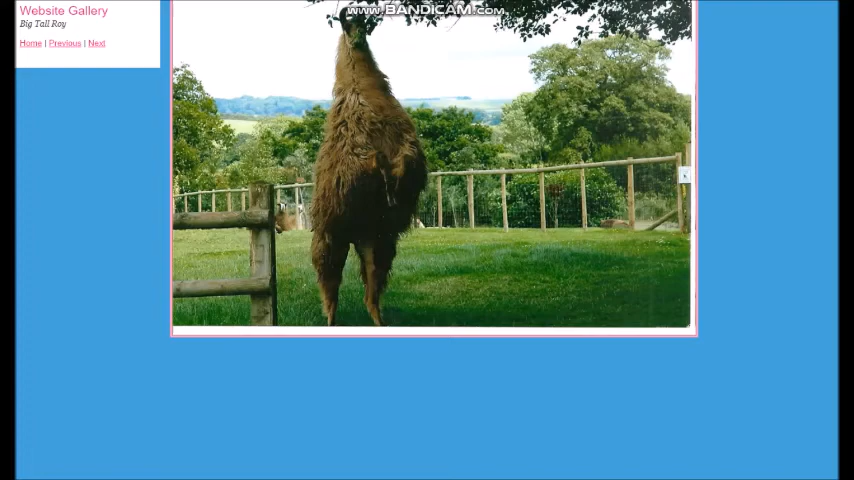 www.BANDICAM.com
Website Gallery
Big Tall Roy
Home | Previous | Next